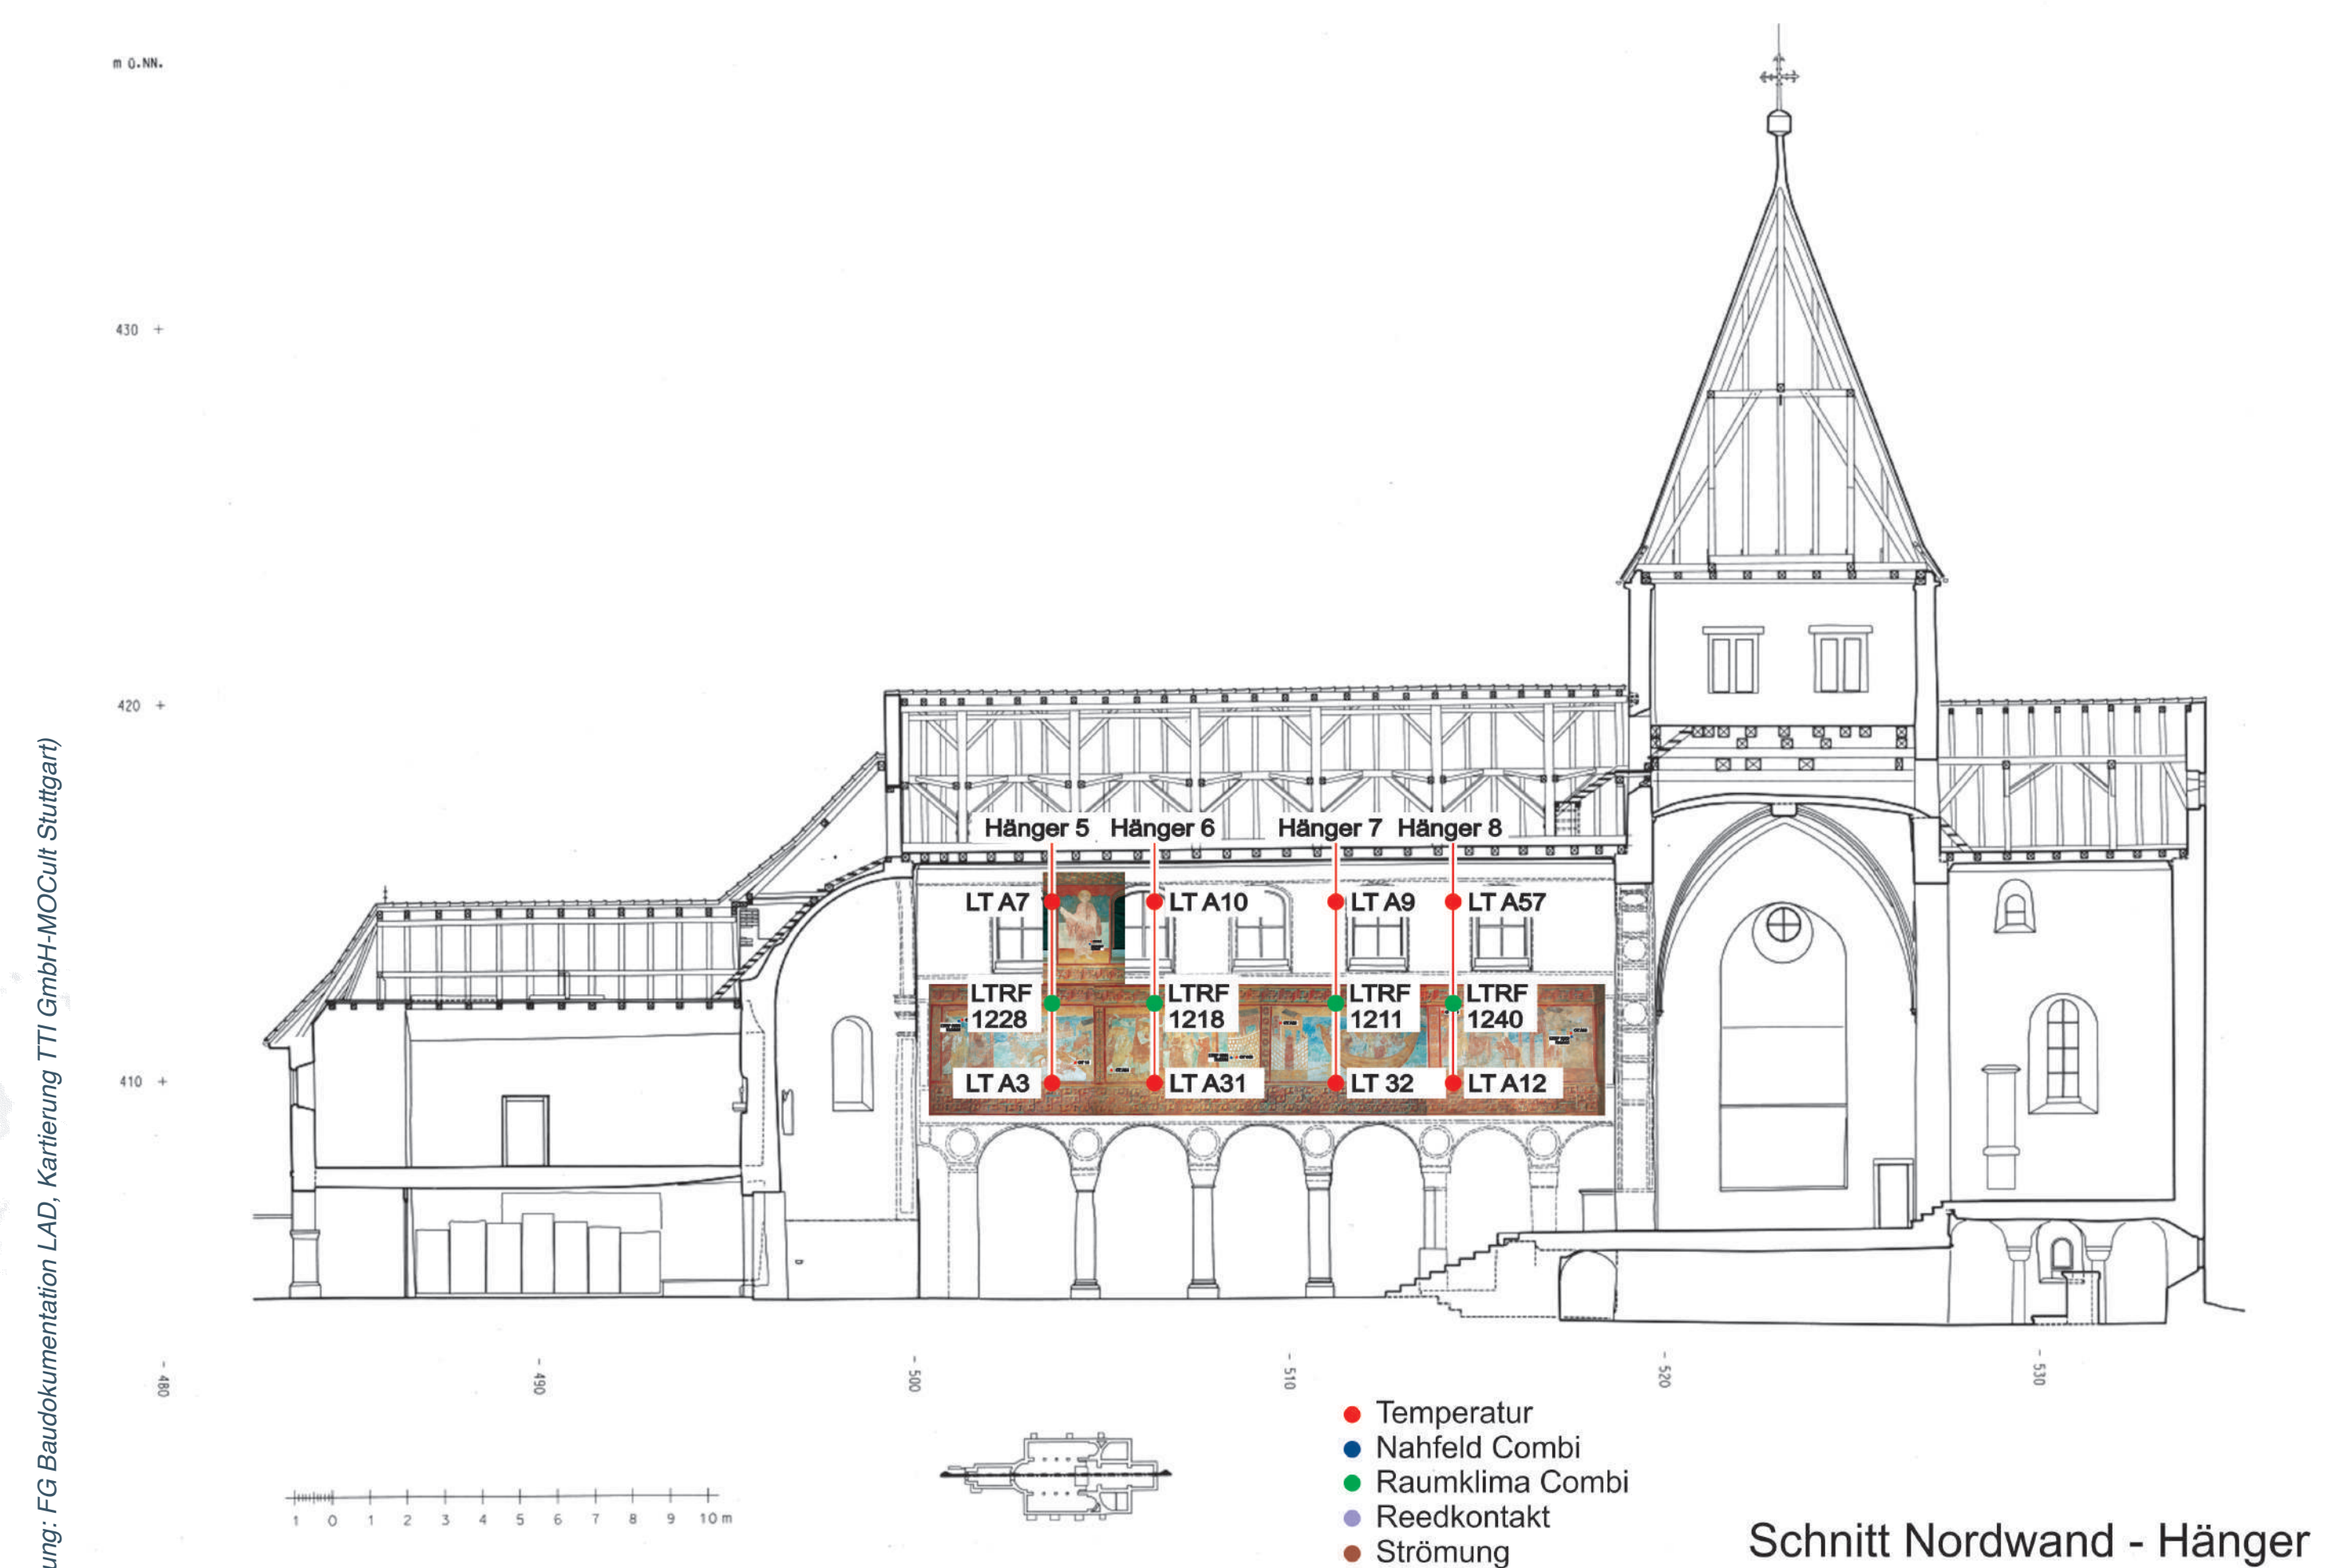 m ü.NN.
430
420
410
ung: FG Baudokumentation LAD, Kartierung TTI GmbH-MOCult Stuttgart)
Hänger 5 Hänger 6 Hänger 7 Hänger 8
LT A7 LT A10 LT A9 LT A57
LTRF 1228
LTRF 1218
LTRF 1211
LTRF 1240
LT A3 LT A31 LT 32 LT A12
480 490 500 510 520 530
1 0 1 2 3 4 5 6 7 8 9 10 m
Temperatur
Nahfeld Combi
Raumklima Combi
Reedkontakt
Strömung
Schnitt Nordwand - Hänger